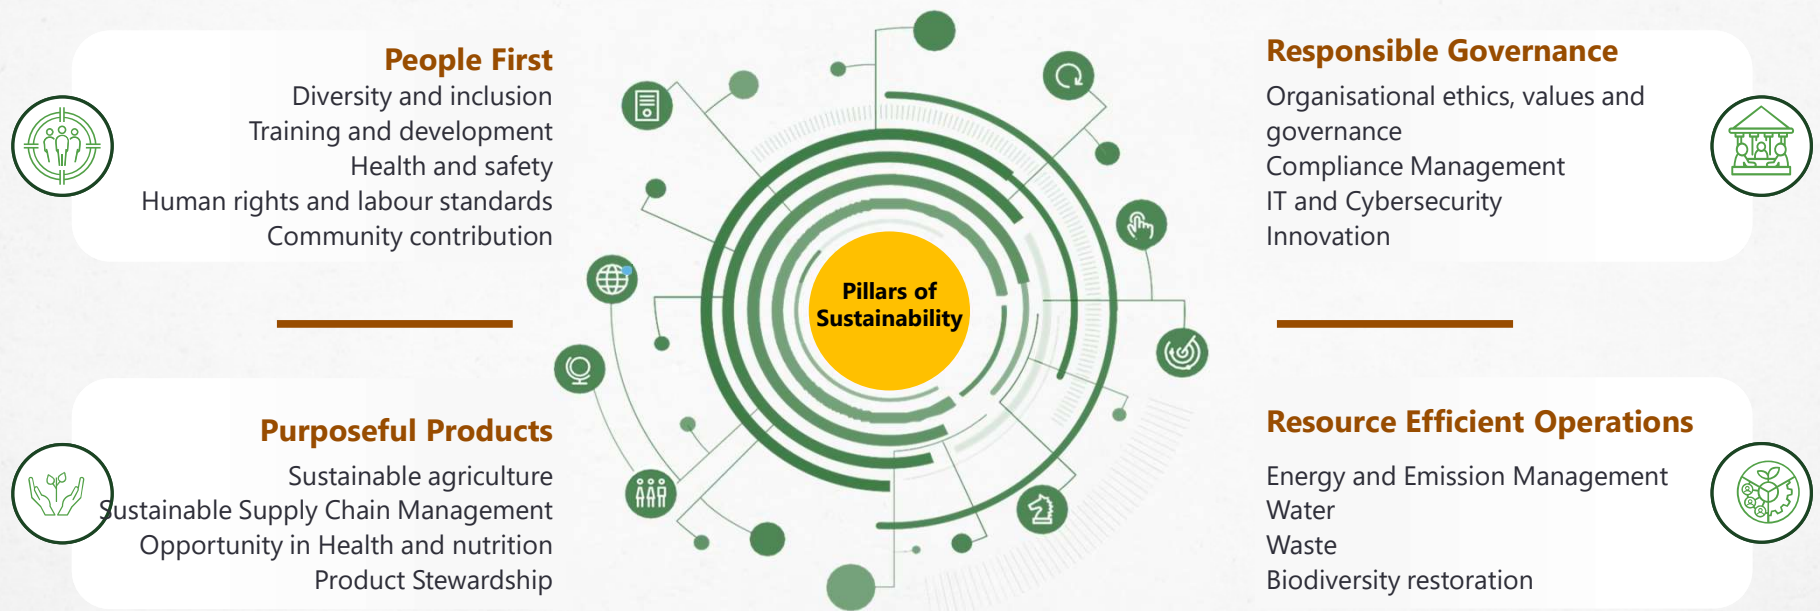 People First
Diversity and inclusion
Training and development
Health and safety
Human rights and labour standards
Community contribution
Purposeful Products
Sustainable agriculture
Sustainable Supply Chain Management
Opportunity in Health and nutrition
Product Stewardship
Pillars of
Sustainability
Responsible Governance
Organisational ethics, values and
governance
Compliance Management
IT and Cybersecurity
Innovation
Resource Efficient Operations
Energy and Emission Management
Water
Waste
Biodiversity restoration